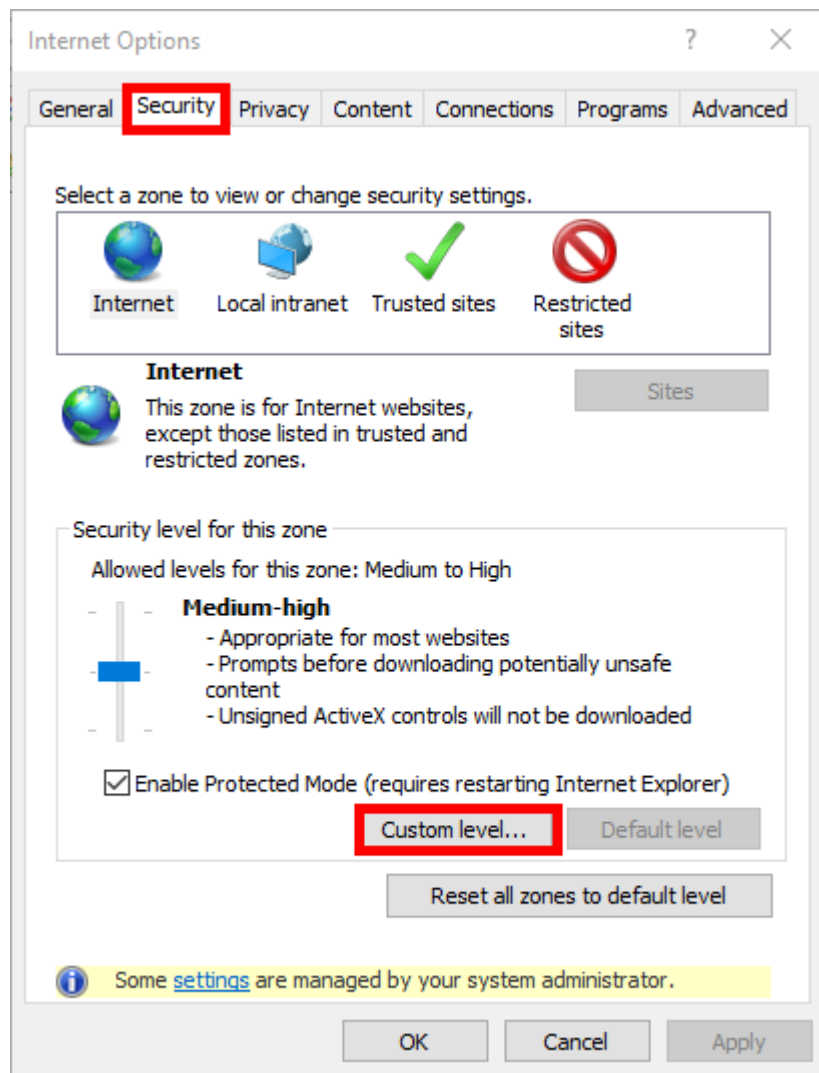 Internet Options
?
General Security Privacy Content Connections Programs Advanced
Select a zone to view or change security settings.
Internet Local intranet Trusted sites Restricted
sites
Internet
Sites
This zone is for Internet websites,
except those listed in trusted and
restricted zones.
Security level for this zone
Allowed levels for this zone: Medium to High
Medium-high
- Appropriate for most websites
- Prompts before downloading potentially unsafe
content
- Unsigned ActiveX controls will not be downloaded
Enable Protected Mode (requires restarting Internet Explorer)
Custom level... Default level
Reset all zones to default level
Some settings are managed by your system administrator.
OK Cancel Apply